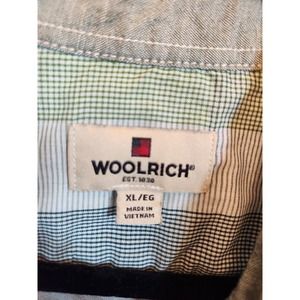 WOOLRICH®
EST. 1830
XL/EG
MADE IN
VIETNAM